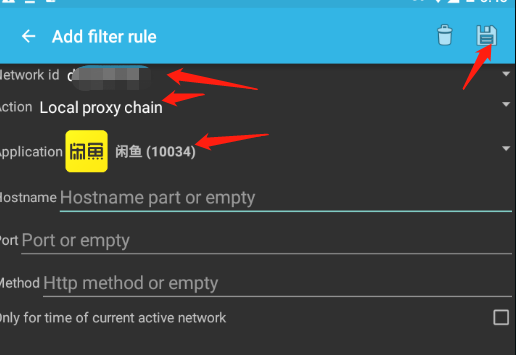 Add filter rule
Network id
Action Local proxy chain
Application 闲鱼 闲鱼 (10034)
Hostname Hostname part or empty
Port Port or empty
Method Http method or empty
Only for time of current active network